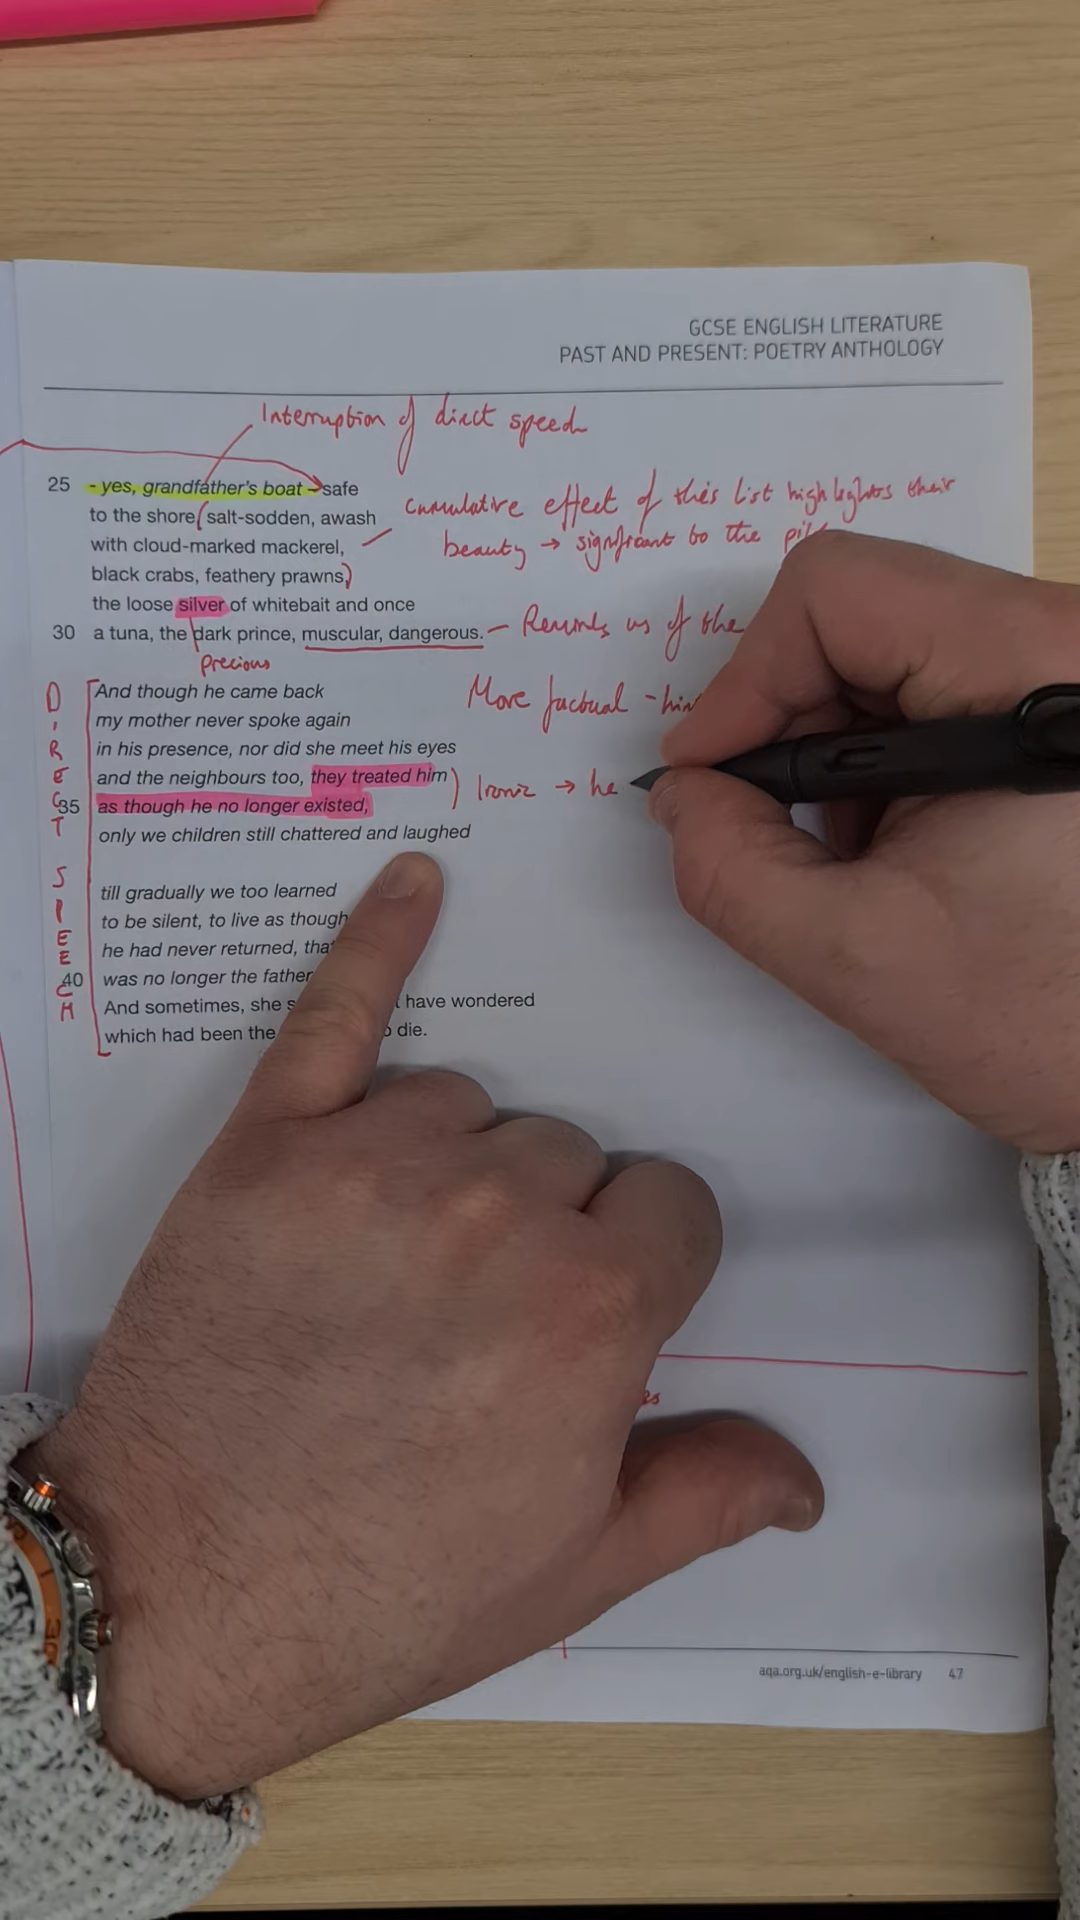 GCSE ENGLISH LITERATURE
PAST AND PRESENT: POETRY ANTHOLOGY
Interruption of direct speech
25 - yes, grandfather's boat - safe
to the shore, salt-sodden, awash
with cloud-marked mackerel,
black crabs, feathery prawns,
the loose silver of whitebait and once
30 a tuna, the dark prince, muscular, dangerous.
cumulative effect of this list highlights their
beauty → significant to the
– Reminds us of the
precious
More factual -
And though he came back
my mother never spoke again
in his presence, nor did she meet his eyes
and the neighbours too, they treated him
35 as though he no longer existed,
only we children still chattered and laughed
Ironic → he
till gradually we too learned
to be silent, to live as though
he had never returned,
40 was no longer the father
And sometimes, she have wondered
which had been the die.
DIRECT
SPEECH
aqa.org.uk/english-e-library 47